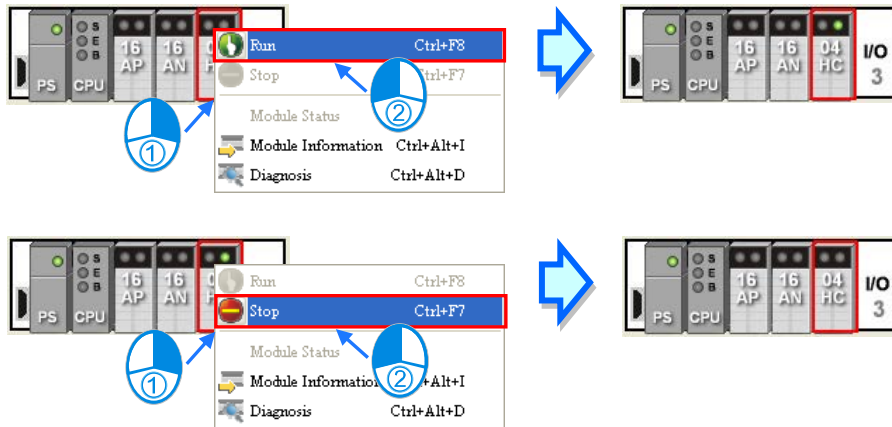 S
E
B
PS CPU 16 AP 16 AN
Run Ctrl+F8
Stop Ctrl+F7
Module Status
Module Information Ctrl+Alt+I
Diagnosis Ctrl+Alt+D
①
②
S
E
B
PS CPU 16 AP 16 AN 04 HC I/O 3
S
E
B
PS CPU 16 AP 16 AN
Run Ctrl+F8
Stop Ctrl+F7
Module Status
Module Information +Alt+I
Diagnosis Ctrl+Alt+D
①
②
S
E
B
PS CPU 16 AP 16 AN 04 HC I/O 3